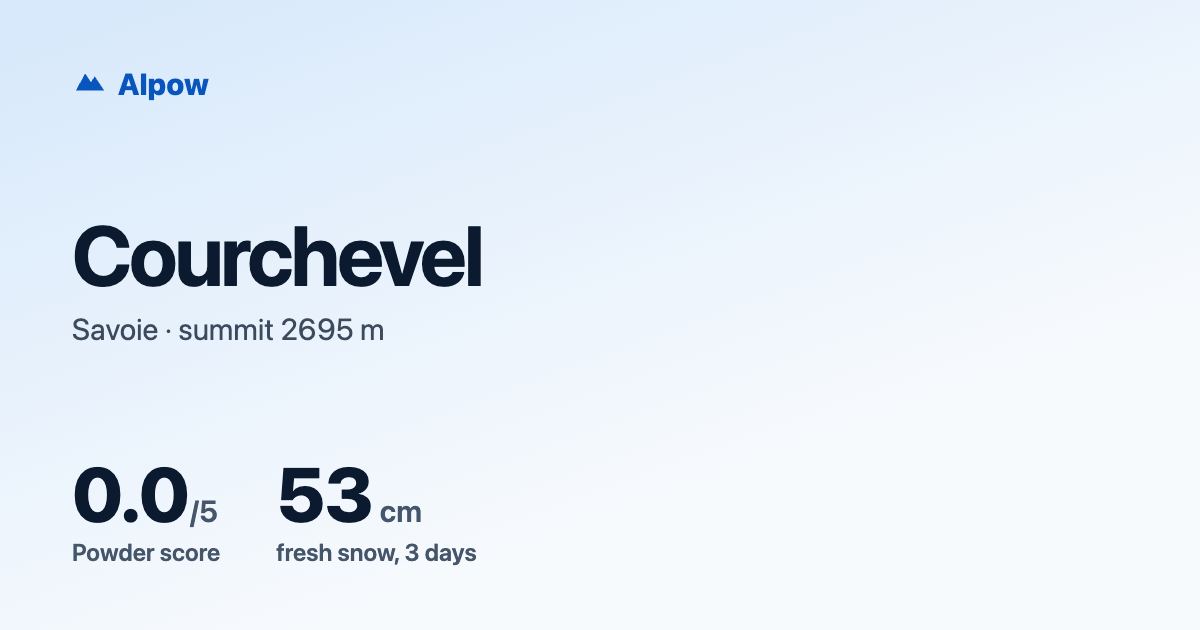 Alpow
Courchevel
Savoie · summit 2695 m
0.0/5 53 cm
Powder score fresh snow, 3 days